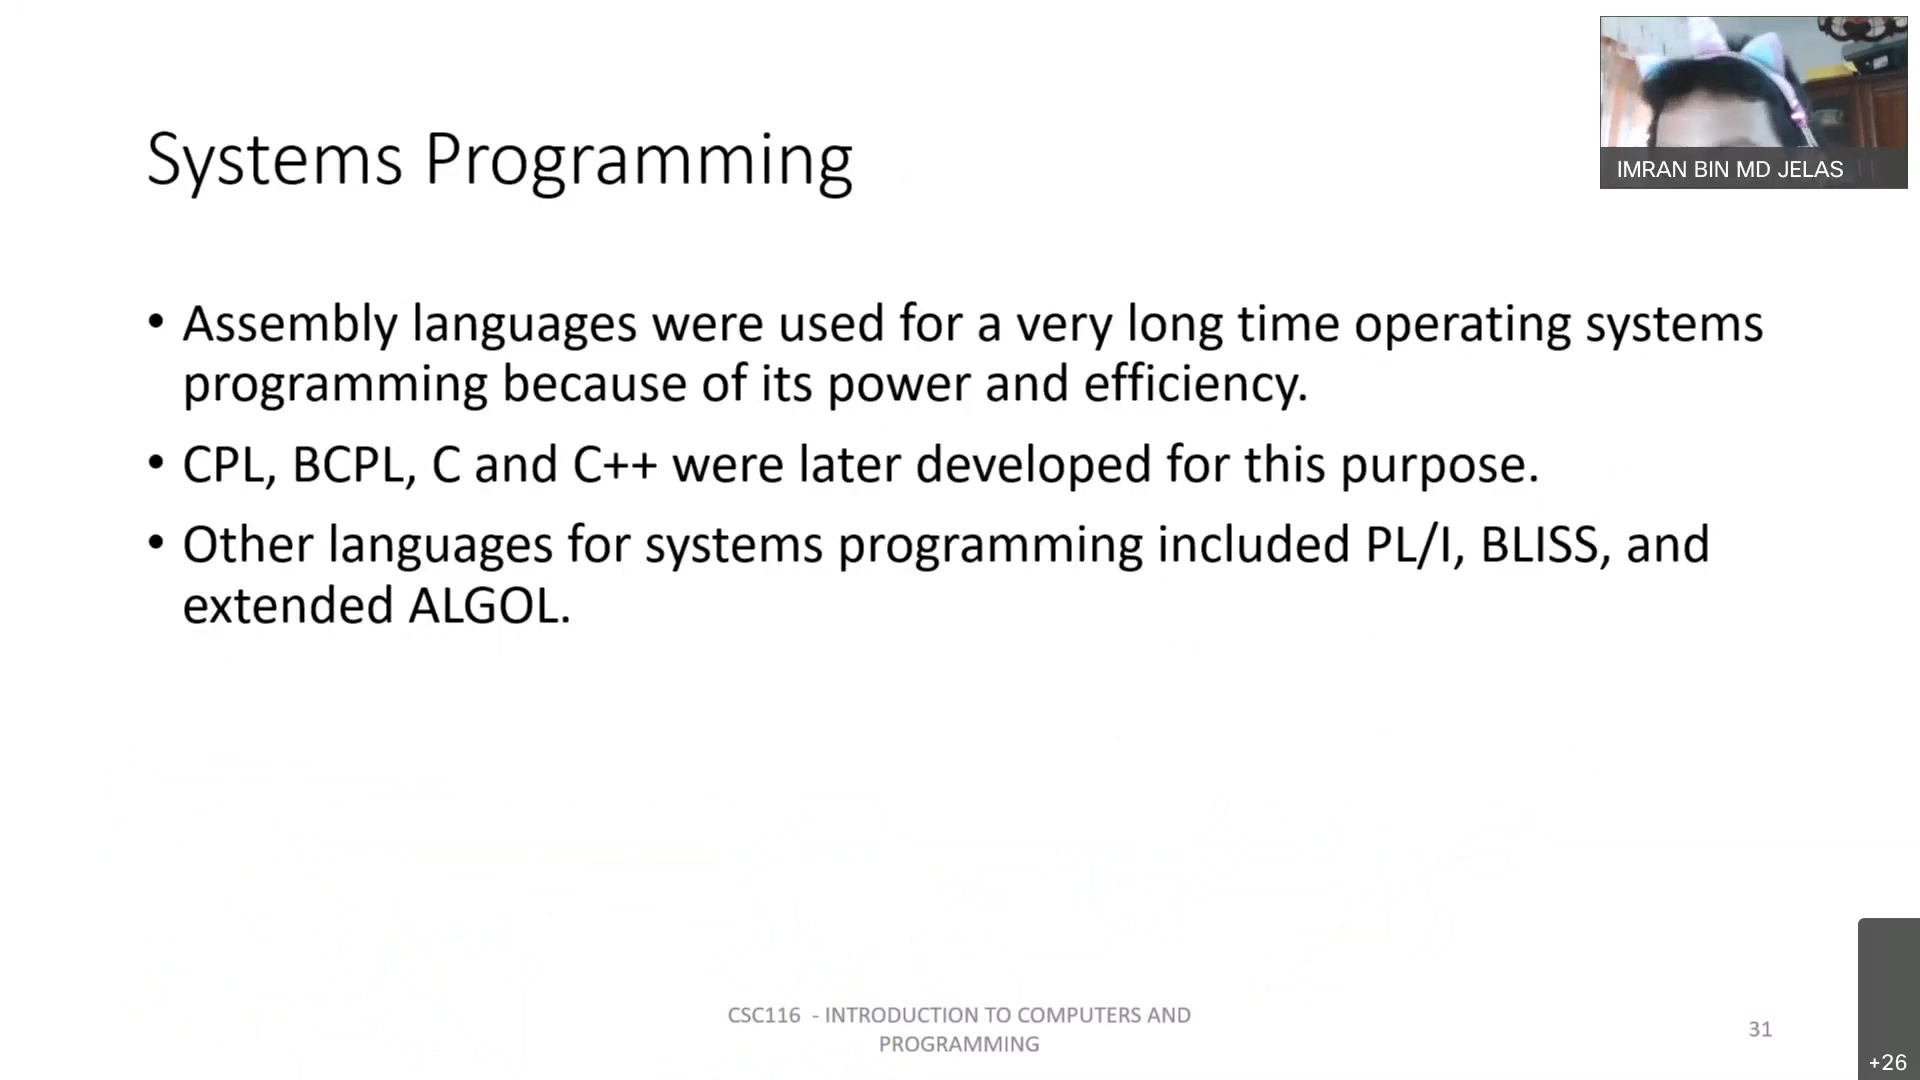 IMRAN BIN MD JELAS
Systems Programming
• Assembly languages were used for a very long time operating systems
programming because of its power and efficiency.
• CPL, BCPL, C and C++ were later developed for this purpose.
• Other languages for systems programming included PL/I, BLISS, and
extended ALGOL.
CSC116 - INTRODUCTION TO COMPUTERS AND
PROGRAMMING
31
+26